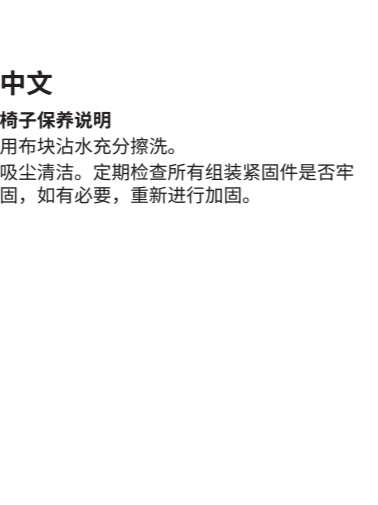 中文
椅子保养说明
用布块沾水充分擦洗。
吸尘清洁。定期检查所有组装紧固件是否牢
固，如有必要，重新进行加固。